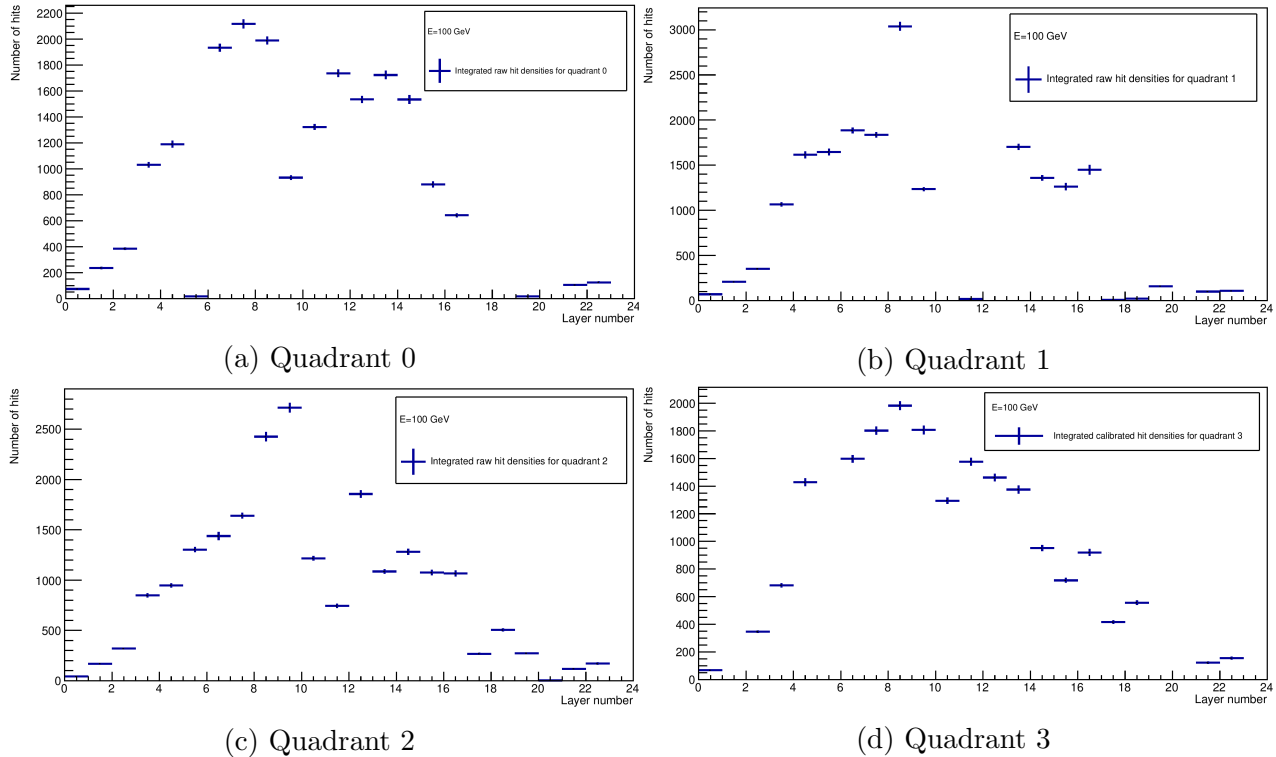 Number of hits
2200
2000
1800
1600
1400
1200
1000
800
600
400
200
0
E=100 GeV
Integrated raw hit densities for quadrant 0
0 2 4 6 8 10 12 14 16 18 20 22 24
Layer number
(a) Quadrant 0
Number of hits
3000
2500
2000
1500
1000
500
0
E=100 GeV
Integrated raw hit densities for quadrant 1
0 2 4 6 8 10 12 14 16 18 20 22 24
Layer number
(b) Quadrant 1
Number of hits
2500
2000
1500
1000
500
0
E=100 GeV
Integrated raw hit densities for quadrant 2
0 2 4 6 8 10 12 14 16 18 20 22 24
Layer number
(c) Quadrant 2
Number of hits
2000
1800
1600
1400
1200
1000
800
600
400
200
0
E=100 GeV
Integrated calibrated hit densities for quadrant 3
0 2 4 6 8 10 12 14 16 18 20 22 24
Layer number
(d) Quadrant 3